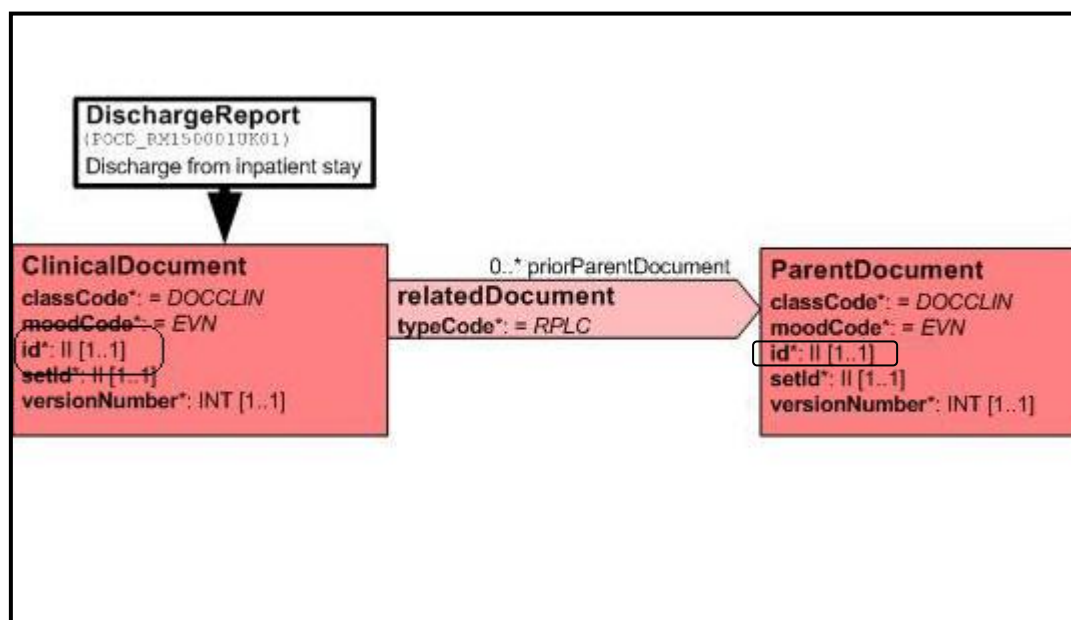 DischargeReport
(POCD_RM150001UK01)
Discharge from inpatient stay
ClinicalDocument
classCode*: = DOCCLIN
moodCode*: = EVN
id*: II [1..1]
setId*: II [1..1]
versionNumber*: INT [1..1]
0..* priorParentDocument
relatedDocument
typeCode*: = RPLC
ParentDocument
classCode*: = DOCCLIN
moodCode*: = EVN
id*: II [1..1]
setId*: II [1..1]
versionNumber*: INT [1..1]